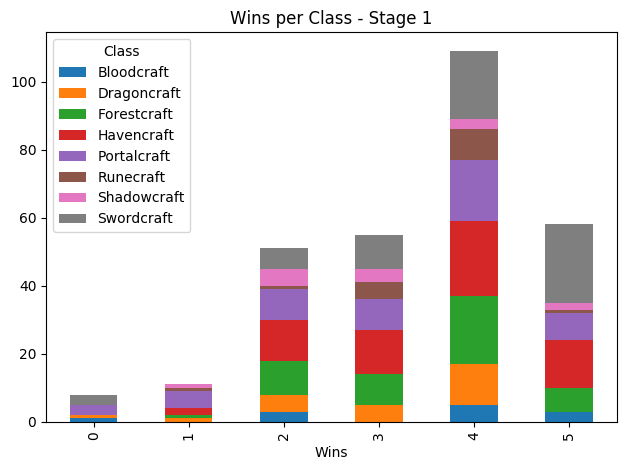 Wins per Class - Stage 1
Class
Bloodcraft
Dragoncraft
Forestcraft
Havencraft
Portalcraft
Runecraft
Shadowcraft
Swordcraft
100
80
60
40
20
0
0 1 2 3 4 5
Wins